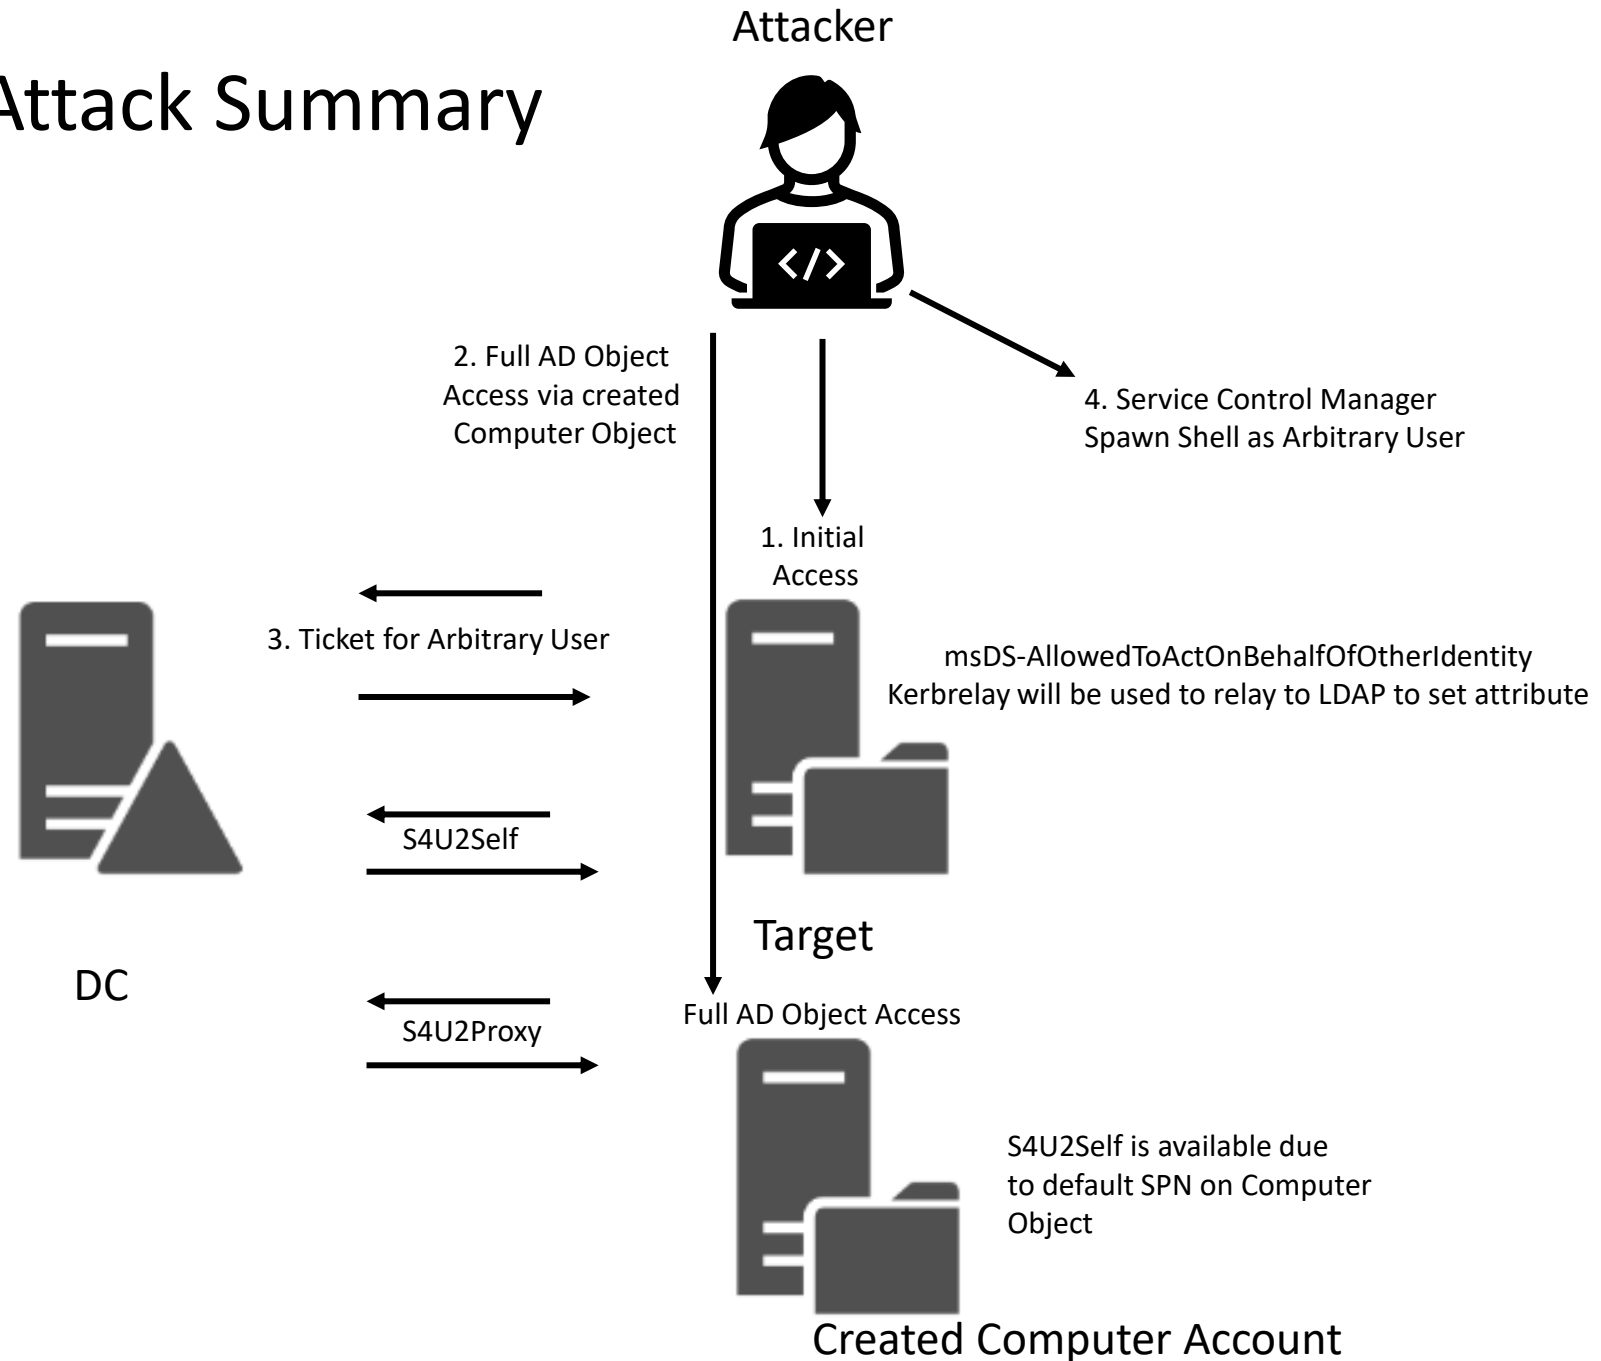 Attacker
Attack Summary
</>
2. Full AD Object
Access via created
Computer Object
4. Service Control Manager
Spawn Shell as Arbitrary User
1. Initial
Access
3. Ticket for Arbitrary User
msDS-AllowedToActOnBehalfOfOtherIdentity
Kerbrelay will be used to relay to LDAP to set attribute
S4U2Self
Target
DC
S4U2Proxy
Full AD Object Access
S4U2Self is available due
to default SPN on Computer
Object
Created Computer Account